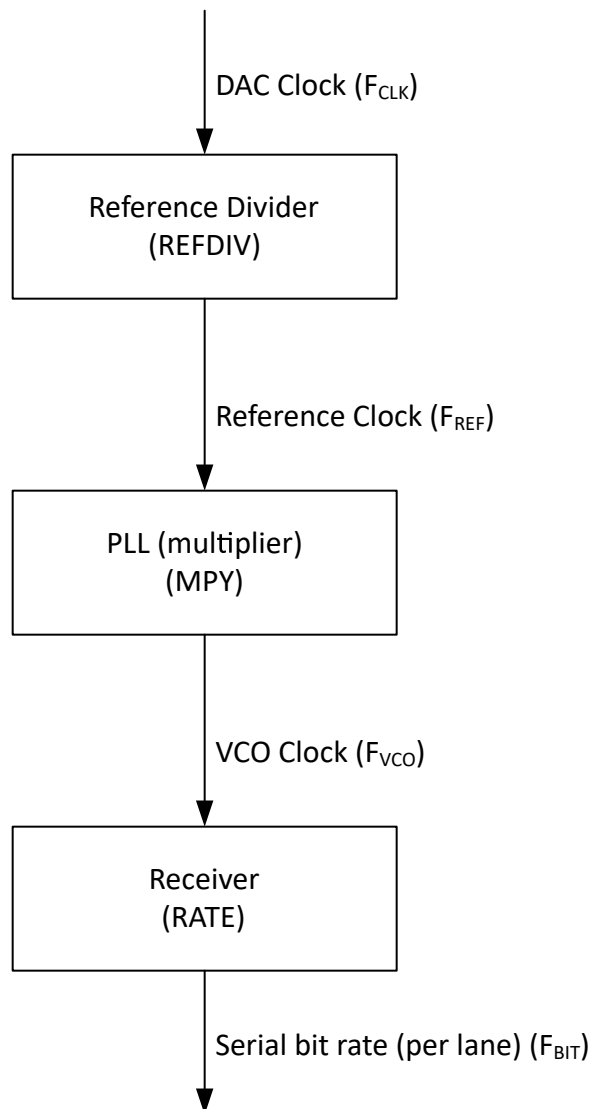 DAC Clock (FCLK)
Reference Divider
(REFDIV)
Reference Clock (FREF)
PLL (multiplier)
(MPY)
VCO Clock (FVCO)
Receiver
(RATE)
Serial bit rate (per lane) (FBIT)